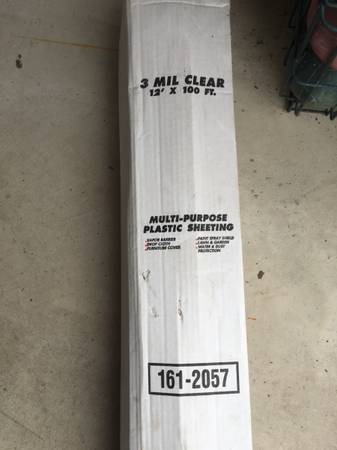 3 MIL CLEAR
12' X 100 FT.
MULTI-PURPOSE
PLASTIC SHEETING
VAPOR BARRIER
DROP CLOTH
FURNITURE COVER
PAINT SPRAY SHIELD
LAWN & GARDEN
WATER & DUST
PROTECTION
161-2057